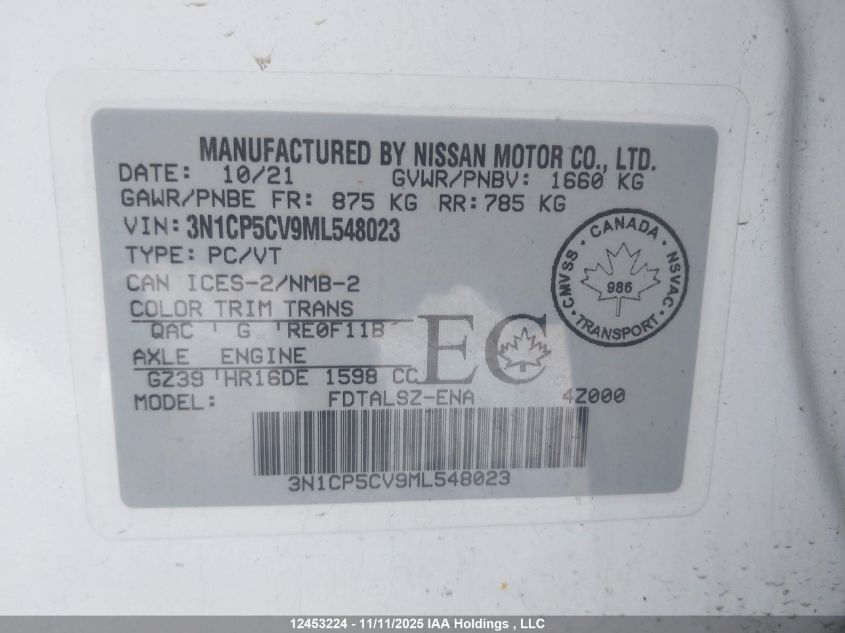 MANUFACTURED BY NISSAN MOTOR CO., LTD.
DATE: 10/21 GVWR/PNBV: 1660 KG
GAWR/PNBE FR: 875 KG RR: 785 KG
VIN: 3N1CP5CV9ML548023
TYPE: PC/VT
CAN ICES-2/NMB-2
COLOR TRIM TRANS
QAC G RE0F11B
AXLE ENGINE
GZ39 HR16DE 1598 CC
MODEL: FDTALSZ-ENA 4Z000
EC
CANADA
CMVSS NSVAC
986
TRANSPORT
3N1CP5CV9ML548023
12453224 - 11/11/2025 IAA Holdings , LLC